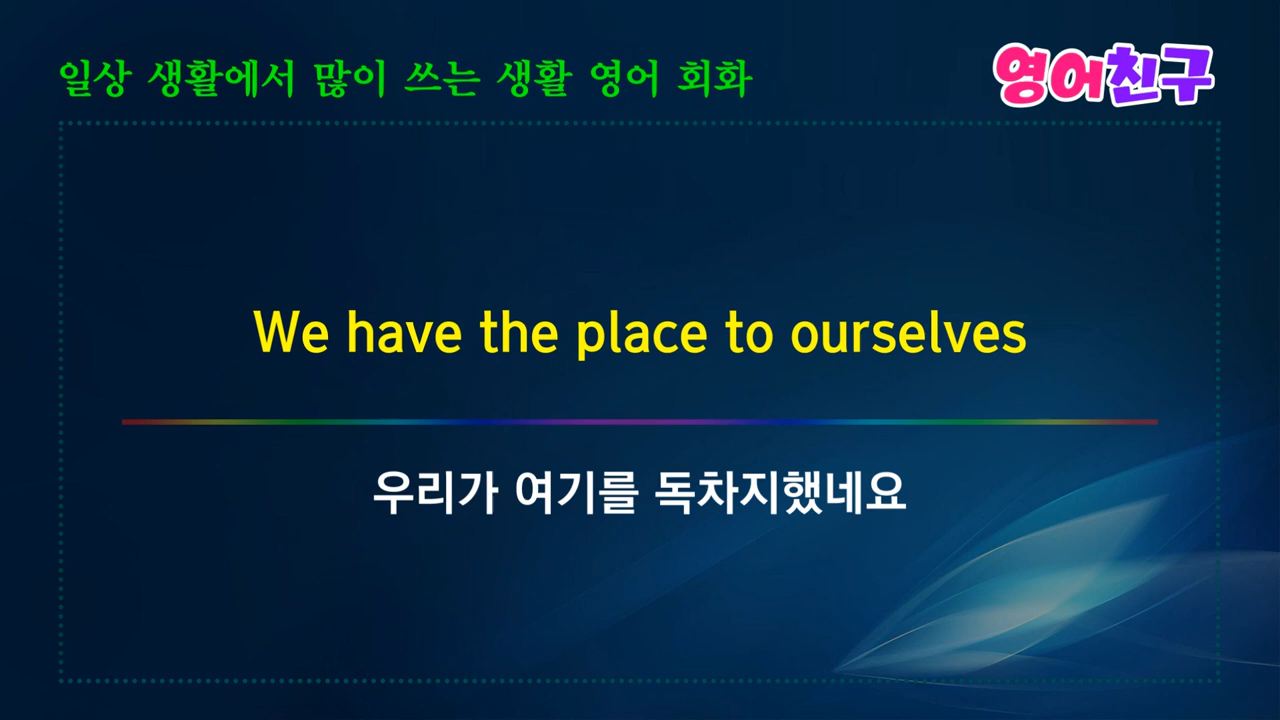 일상 생활에서 많이 쓰는 생활 영어 회화
영어친구
We have the place to ourselves
우리가 여기를 독차지했네요